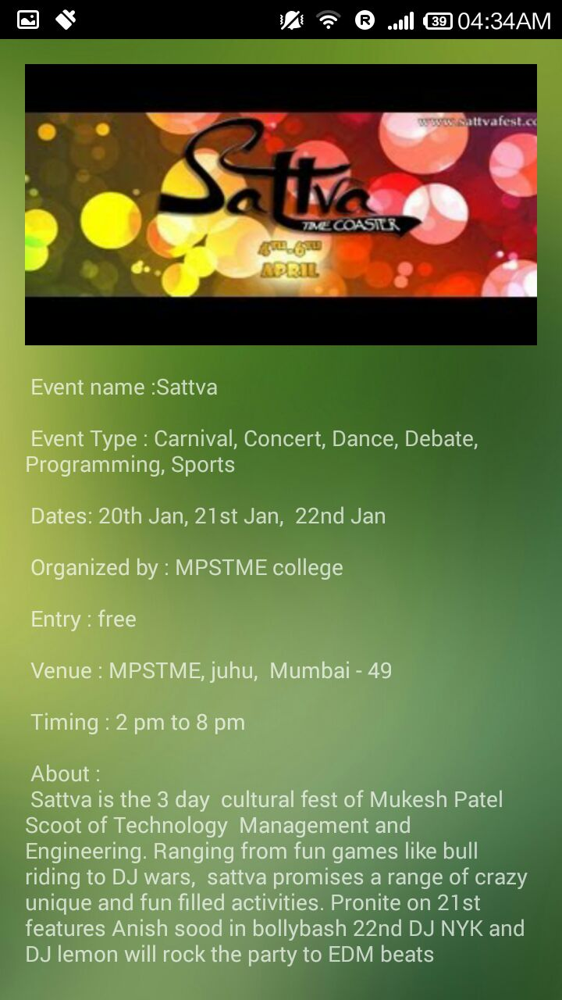 39 04:34AM
www.sattvafest.co
Sattva
TIME COASTER
4TH-6TH
APRIL
Event name :Sattva
Event Type : Carnival, Concert, Dance, Debate,
Programming, Sports
Dates: 20th Jan, 21st Jan,  22nd Jan
Organized by : MPSTME college
Entry : free
Venue : MPSTME, juhu,  Mumbai - 49
Timing : 2 pm to 8 pm
About :
Sattva is the 3 day  cultural fest of Mukesh Patel
Scoot of Technology  Management and
Engineering. Ranging from fun games like bull
riding to DJ wars,  sattva promises a range of crazy
unique and fun filled activities. Pronite on 21st
features Anish sood in bollybash 22nd DJ NYK and
DJ lemon will rock the party to EDM beats